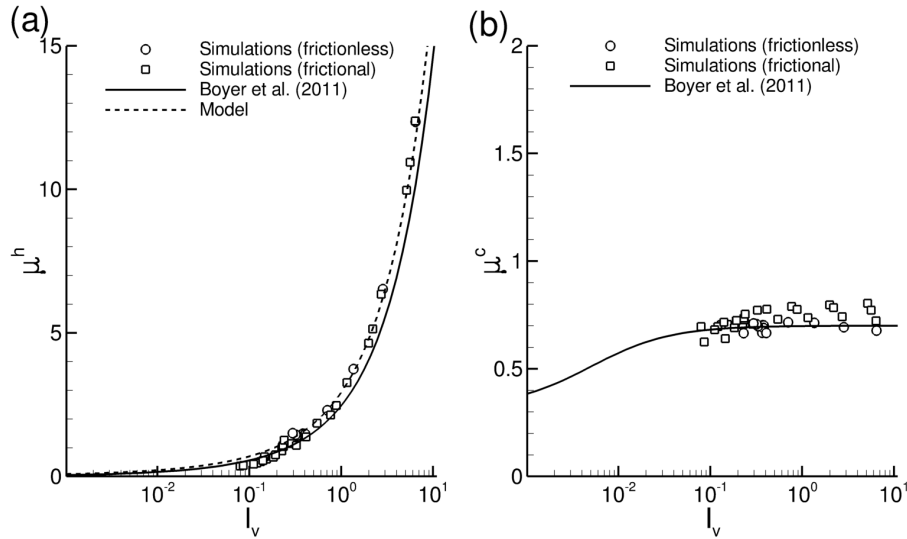 (a)
15
10
5
0
μ^h
Simulations (frictionless)
Simulations (frictional)
Boyer et al. (2011)
Model
10^-2
10^-1
10^0
10^1
I_v
(b)
2
1.5
1
0.5
0
μ^c
Simulations (frictionless)
Simulations (frictional)
Boyer et al. (2011)
10^-2
10^-1
10^0
10^1
I_v